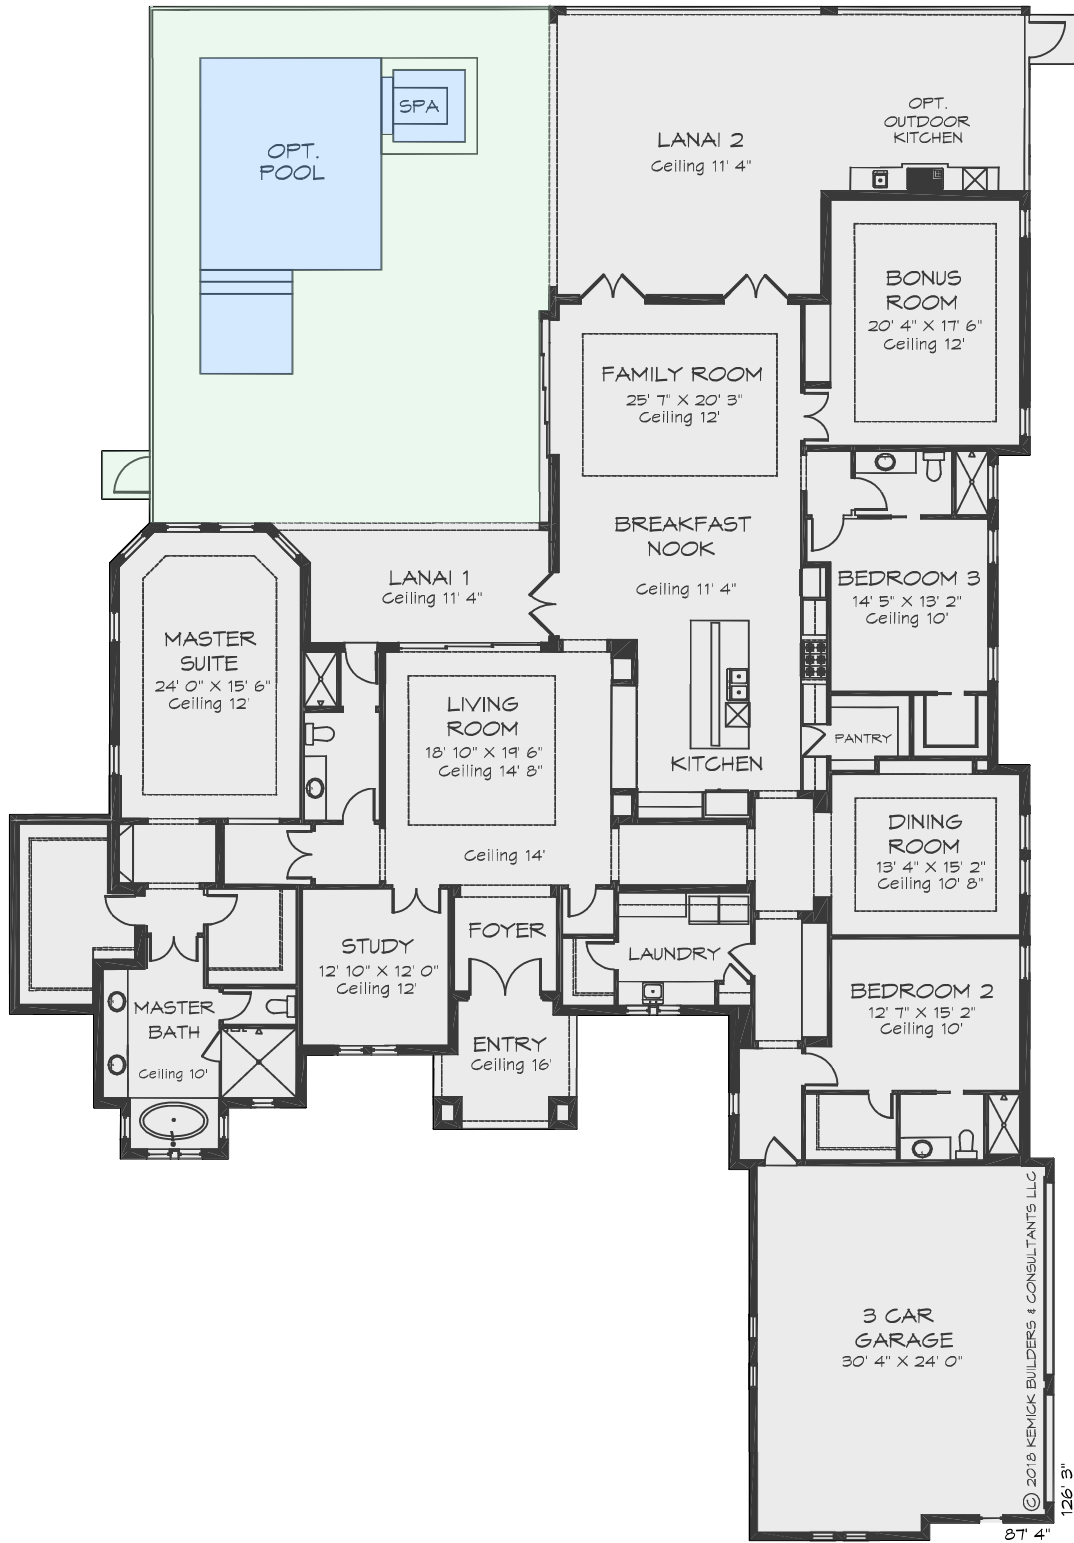 OPT.
OUTDOOR
KITCHEN
SPA
LANAI 2
Ceiling 11' 4"
OPT.
POOL
BONUS
ROOM
20' 4" X 17' 6"
Ceiling 12'
FAMILY ROOM
25' 7" X 20' 3"
Ceiling 12'
BREAKFAST
NOOK
Ceiling 11' 4"
LANAI 1
Ceiling 11' 4"
BEDROOM 3
14' 5" X 13' 2"
Ceiling 10'
MASTER
SUITE
24' 0" X 15' 6"
Ceiling 12'
LIVING
ROOM
18' 10" X 19' 6"
Ceiling 14' 8"
PANTRY
KITCHEN
DINING
ROOM
13' 4" X 15' 2"
Ceiling 10' 8"
Ceiling 14'
FOYER
STUDY
12' 10" X 12' 0"
Ceiling 12'
LAUNDRY
BEDROOM 2
12' 7" X 15' 2"
Ceiling 10'
MASTER
BATH
Ceiling 10'
ENTRY
Ceiling 16'
3 CAR
GARAGE
30' 4" X 24' 0"
© 2018 KEMICK BUILDERS & CONSULTANTS LLC
126' 3"
87' 4"